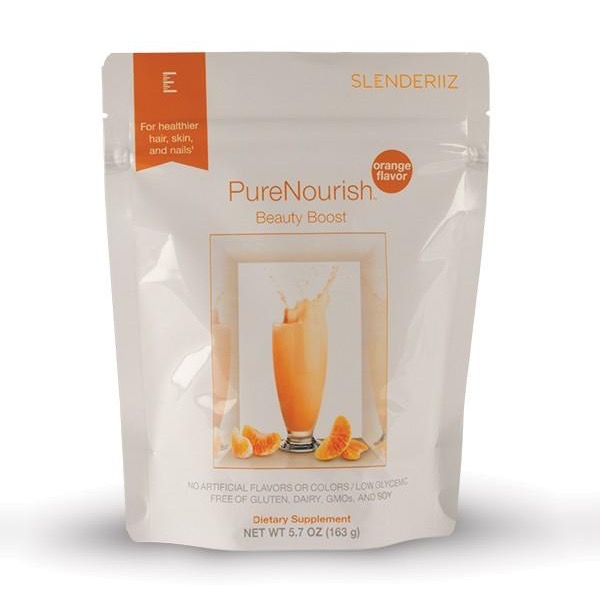 SLENDERIIZ
For healthier
hair, skin,
and nails†
orange
flavor
PureNourish™
Beauty Boost
NO ARTIFICIAL FLAVORS OR COLORS / LOW GLYCEMIC
FREE OF GLUTEN, DAIRY, GMOs, AND SOY
Dietary Supplement
NET WT 5.7 OZ (163 g)